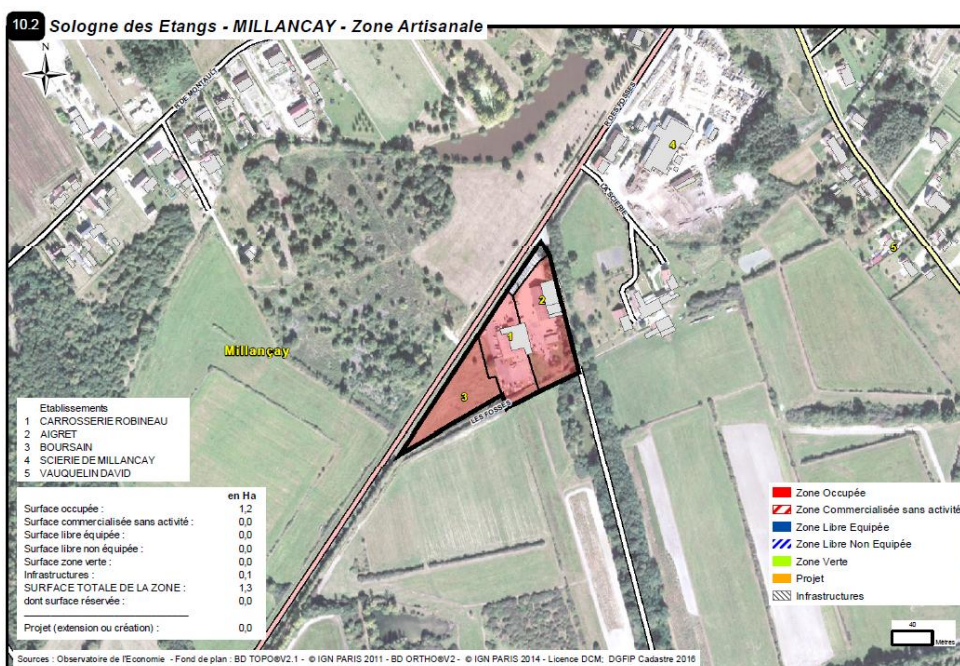 10.2 Sologne des Etangs - MILLANCAY - Zone Artisanale
N
R DE MONTAULT
R DES FOSSES
4
LA SCIERIE
5
2
1
Millançay
3
LES FOSSES
Etablissements
1 CARROSSERIE ROBINEAU
2 AIGRET
3 BOURSAIN
4 SCIERIE DE MILLANCAY
5 VAUQUELIN DAVID
en Ha
Surface occupée : 1,2
Surface commercialisée sans activité : 0,0
Surface libre équipée : 0,0
Surface libre non équipée : 0,0
Surface zone verte : 0,0
Infrastructures : 0,1
SURFACE TOTALE DE LA ZONE : 1,3
dont surface réservée : 0,0
Projet (extension ou création) : 0,0
Zone Occupée
Zone Commercialisée sans activité
Zone Libre Equipée
Zone Libre Non Equipée
Zone Verte
Projet
Infrastructures
40
Mètres
Sources : Observatoire de l'Economie - Fond de plan : BD TOPO®V2.1 - © IGN PARIS 2011 - BD ORTHO®V2 - © IGN PARIS 2014 - Licence DCM; DGFIP Cadastre 2016